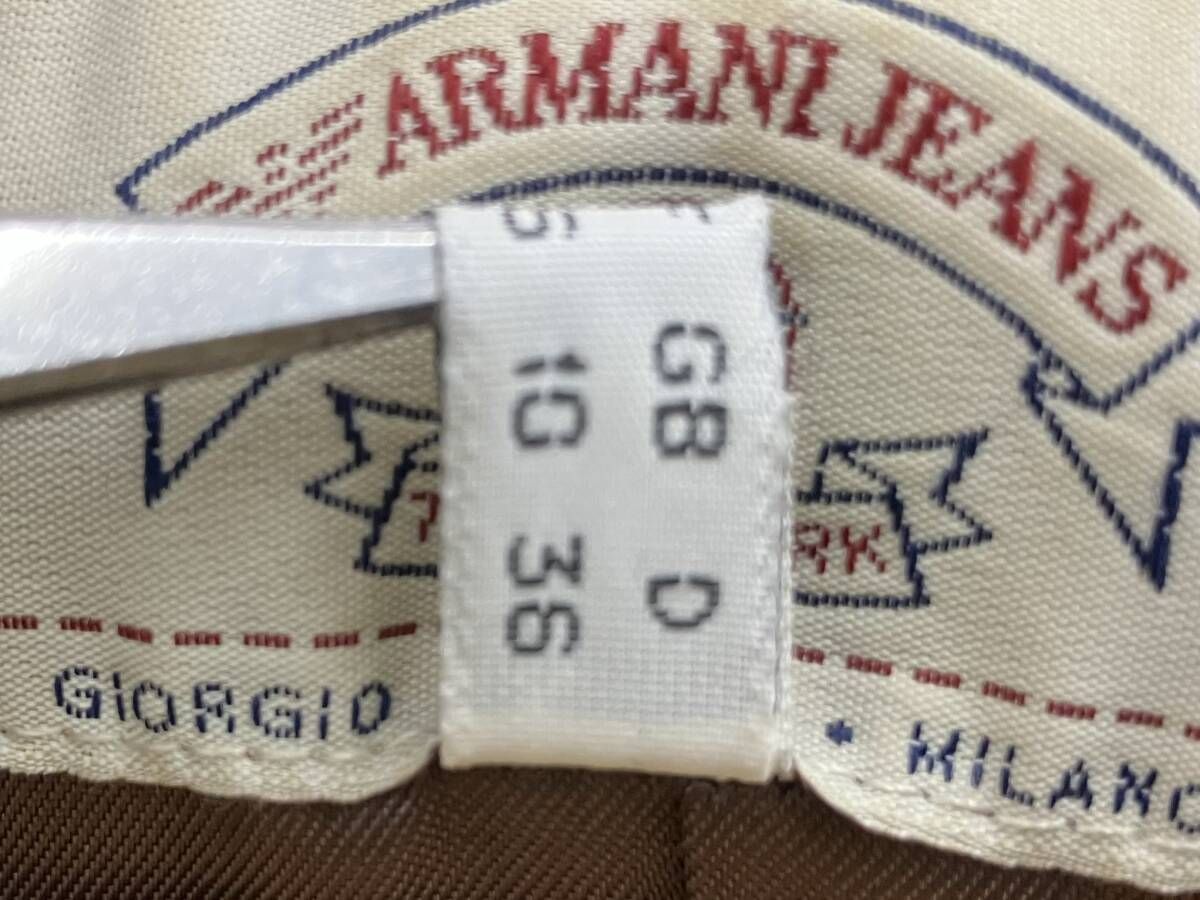 ARMANI JEANS
GB D
10 36
GIORGIO
* MILANO